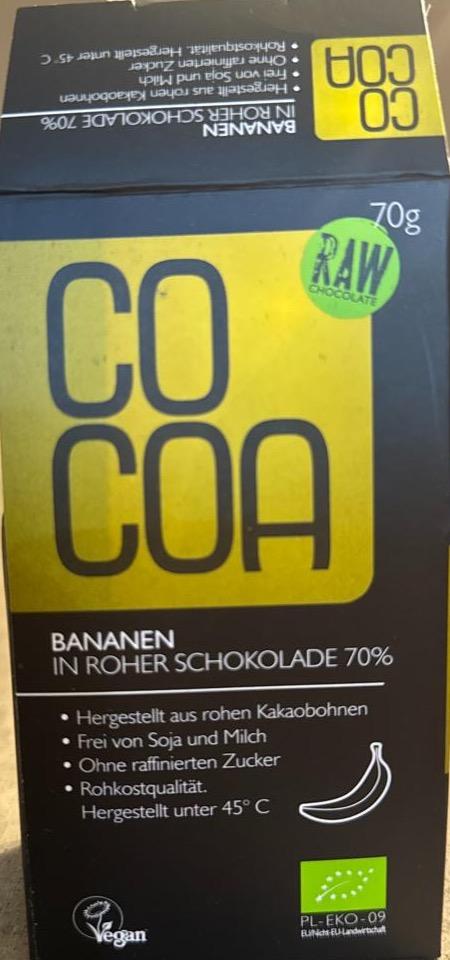 BANANEN
IN ROHER SCHOKOLADE 70%
• Hergestellt aus rohen Kakaobohnen
• Frei von Soja und Milch
• Ohne raffinierten Zucker
• Rohkostqualität. Hergestellt unter 45° C
CO
COA
70g
RAW
CHOCOLATE
CO
COA
BANANEN
IN ROHER SCHOKOLADE 70%
• Hergestellt aus rohen Kakaobohnen
• Frei von Soja und Milch
• Ohne raffinierten Zucker
• Rohkostqualität.
Hergestellt unter 45° C
Vegan
PL-EKO-09
EU/Nicht-EU-Landwirtschaft